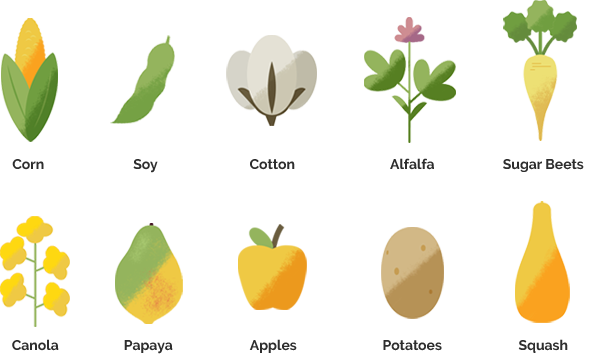 Corn
Soy
Cotton
Alfalfa
Sugar Beets
Canola
Papaya
Apples
Potatoes
Squash